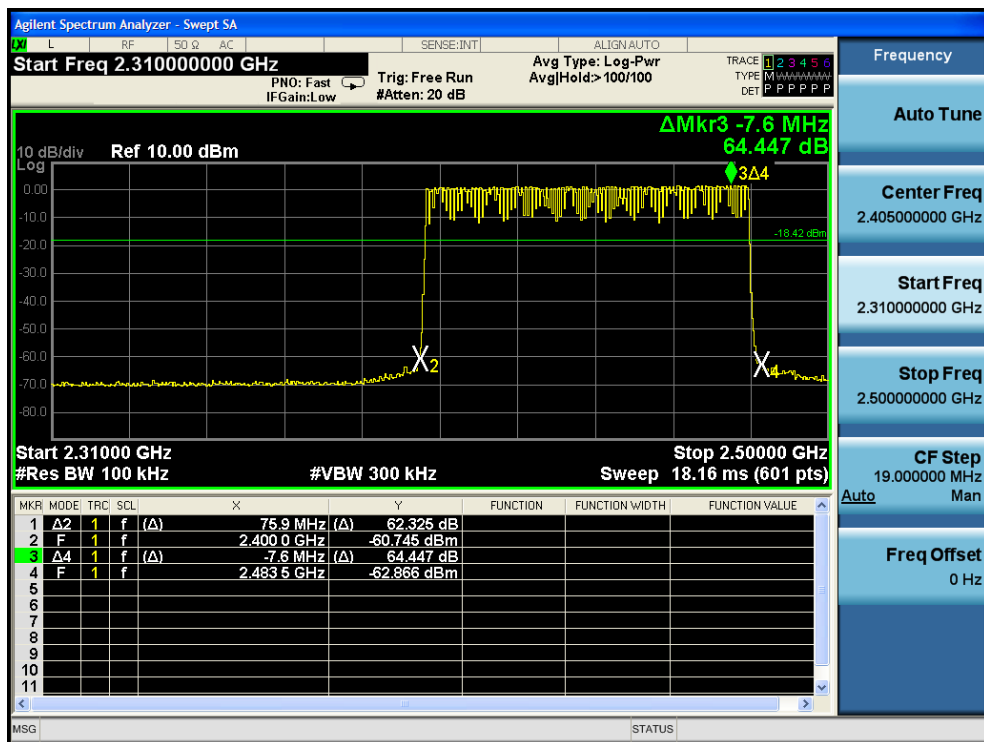 Agilent Spectrum Analyzer - Swept SA
LXI L RF 50 Ω AC SENSE:INT ALIGN AUTO
Start Freq 2.310000000 GHz
PNO: Fast
IFGain:Low
Trig: Free Run
#Atten: 20 dB
Avg Type: Log-Pwr
Avg|Hold:>100/100
TRACE 1 2 3 4 5 6
TYPE M W W W W W
DET P P P P P P
ΔMkr3 -7.6 MHz
64.447 dB
10 dB/div Ref 10.00 dBm
Log
3Δ4
0.00
-10.0
-18.42 dBm
-20.0
-30.0
-40.0
-50.0
-60.0
2
4
-70.0
-80.0
Start 2.31000 GHz Stop 2.50000 GHz
#Res BW 100 kHz #VBW 300 kHz Sweep 18.16 ms (601 pts)
MKR MODE TRC SCL X Y FUNCTION FUNCTION WIDTH FUNCTION VALUE
1 Δ2 1 f (Δ) 75.9 MHz (Δ) 62.325 dB
2 F 1 f 2.400 0 GHz -60.745 dBm
3 Δ4 1 f (Δ) -7.6 MHz (Δ) 64.447 dB
4 F 1 f 2.483 5 GHz -62.866 dBm
5
6
7
8
9
10
11
MSG STATUS
Frequency
Auto Tune
Center Freq
2.405000000 GHz
Start Freq
2.310000000 GHz
Stop Freq
2.500000000 GHz
CF Step
19.000000 MHz
Auto Man
Freq Offset
0 Hz